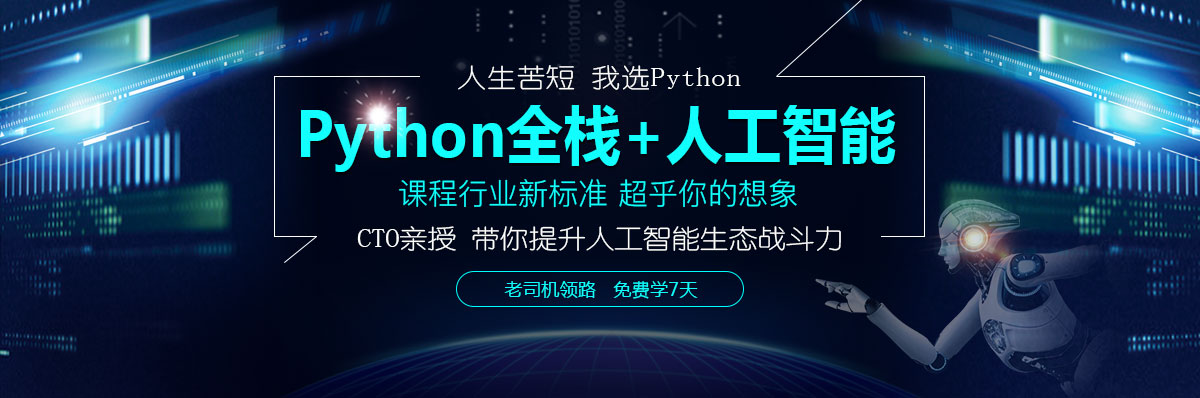 人生苦短 我选Python
Python全栈+人工智能
课程行业新标准 超乎你的想象
CTO亲授 带你提升人工智能生态战斗力
老司机领路 免费学7天